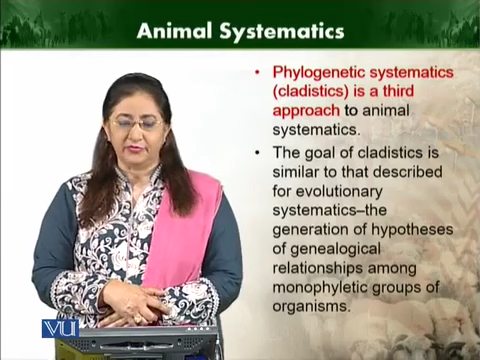 Animal Systematics
• Phylogenetic systematics
(cladistics) is a third
approach to animal
systematics.
• The goal of cladistics is
similar to that described
for evolutionary
systematics–the
generation of hypotheses
of genealogical
relationships among
monophyletic groups of
organisms.
VU